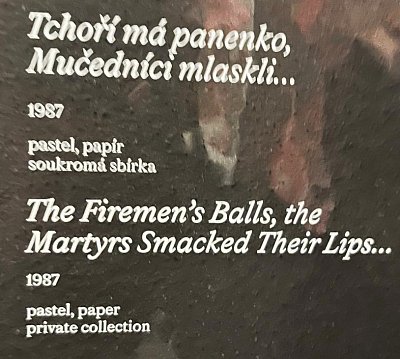 Tchoří má panenko,
Mučedníci mlaskli...
1987
pastel, papír
soukromá sbírka
The Firemen's Balls, the
Martyrs Smacked Their Lips...
1987
pastel, paper
private collection